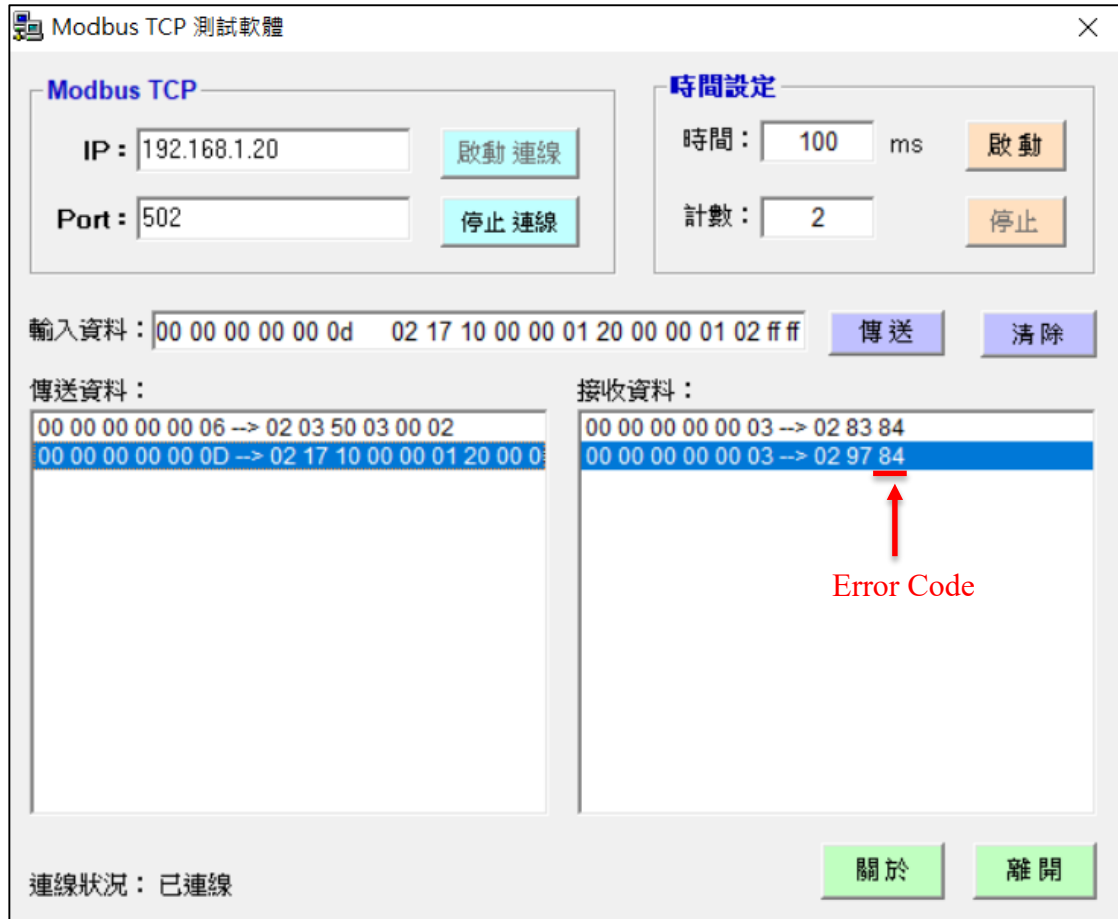 Modbus TCP 測試軟體
Modbus TCP
IP：192.168.1.20
啟動 連線
Port：502
停止 連線
時間設定
時間：100 ms
啟動
計數：2
停止
輸入資料：00 00 00 00 00 0d 02 17 10 00 00 01 20 00 00 01 02 ff ff
傳送
清除
傳送資料：
00 00 00 00 00 06 --> 02 03 50 03 00 02
00 00 00 00 00 0D --> 02 17 10 00 00 01 20 00 0
接收資料：
00 00 00 00 00 03 --> 02 83 84
00 00 00 00 00 03 --> 02 97 84
Error Code
連線狀況：已連線
關於
離開